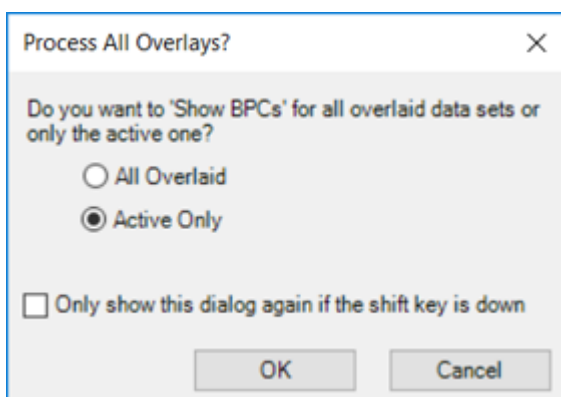 Process All Overlays?
Do you want to 'Show BPCs' for all overlaid data sets or
only the active one?
All Overlaid
Active Only
Only show this dialog again if the shift key is down
OK Cancel